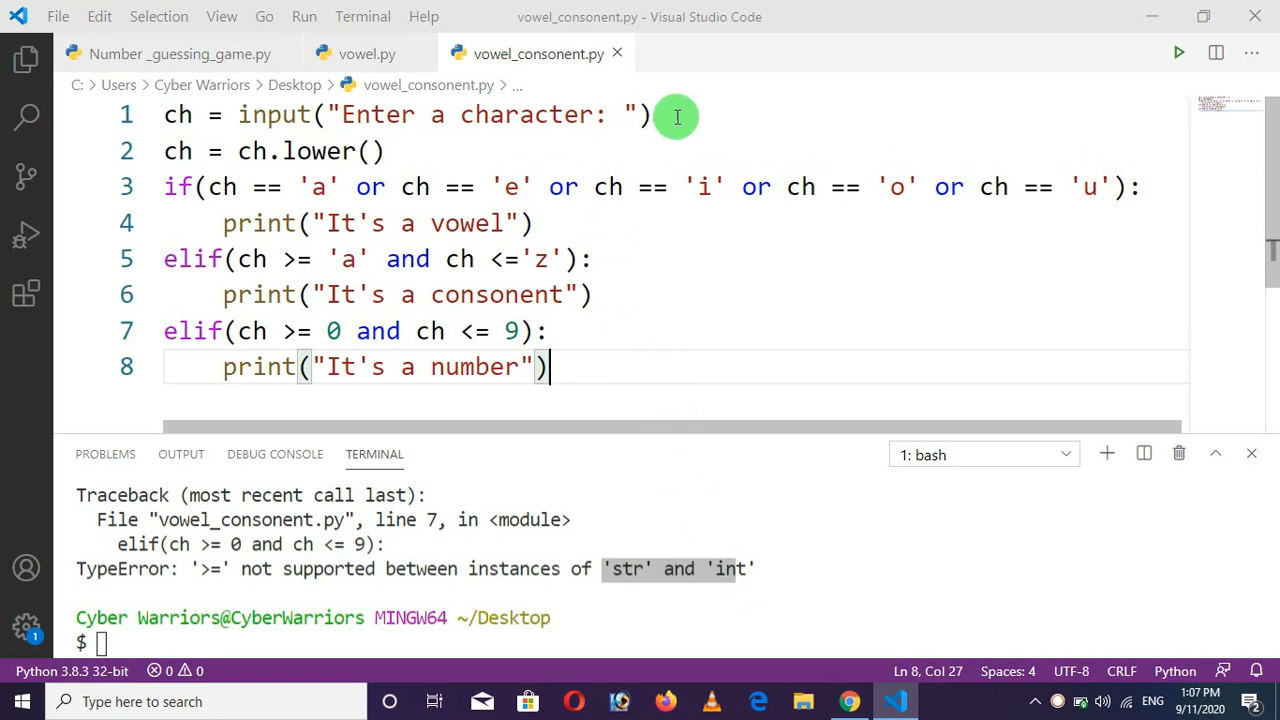 File Edit Selection View Go Run Terminal Help vowel_consonent.py - Visual Studio Code
Number _guessing_game.py vowel.py vowel_consonent.py
C: > Users > Cyber Warriors > Desktop > vowel_consonent.py > ...
1 ch = input("Enter a character: ")
2 ch = ch.lower()
3 if(ch == 'a' or ch == 'e' or ch == 'i' or ch == 'o' or ch == 'u'):
4 print("It's a vowel")
5 elif(ch >= 'a' and ch <='z'):
6 print("It's a consonent")
7 elif(ch >= 0 and ch <= 9):
8 print("It's a number")
PROBLEMS OUTPUT DEBUG CONSOLE TERMINAL 1: bash
Traceback (most recent call last):
File "vowel_consonent.py", line 7, in <module>
elif(ch >= 0 and ch <= 9):
TypeError: '>=' not supported between instances of 'str' and 'int'
Cyber Warriors@CyberWarriors MINGW64 ~/Desktop
$
Python 3.8.3 32-bit 0 0 Ln 8, Col 27 Spaces: 4 UTF-8 CRLF Python
Type here to search ENG 1:07 PM
9/11/2020 2